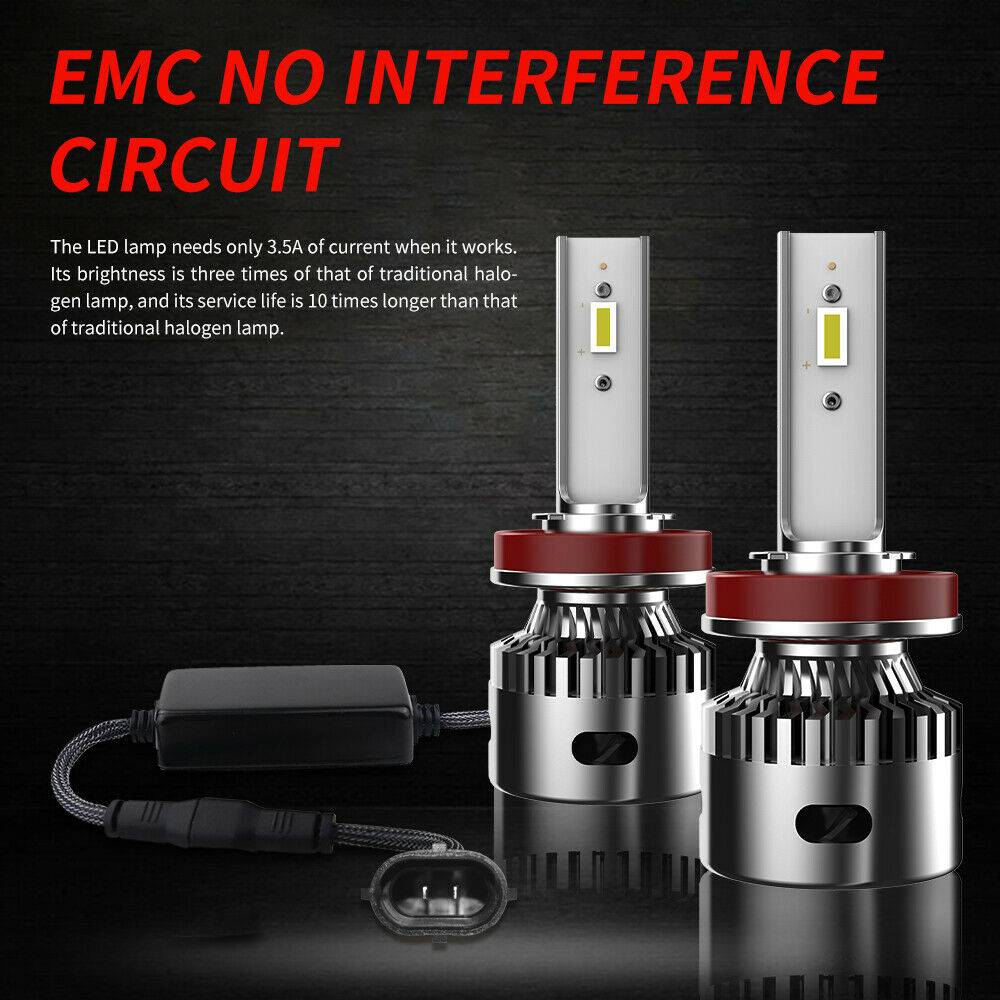 EMC NO INTERFERENCE
CIRCUIT
The LED lamp needs only 3.5A of current when it works.
Its brightness is three times of that of traditional halo-
gen lamp, and its service life is 10 times longer than that
of traditional halogen lamp.
- -
+ +